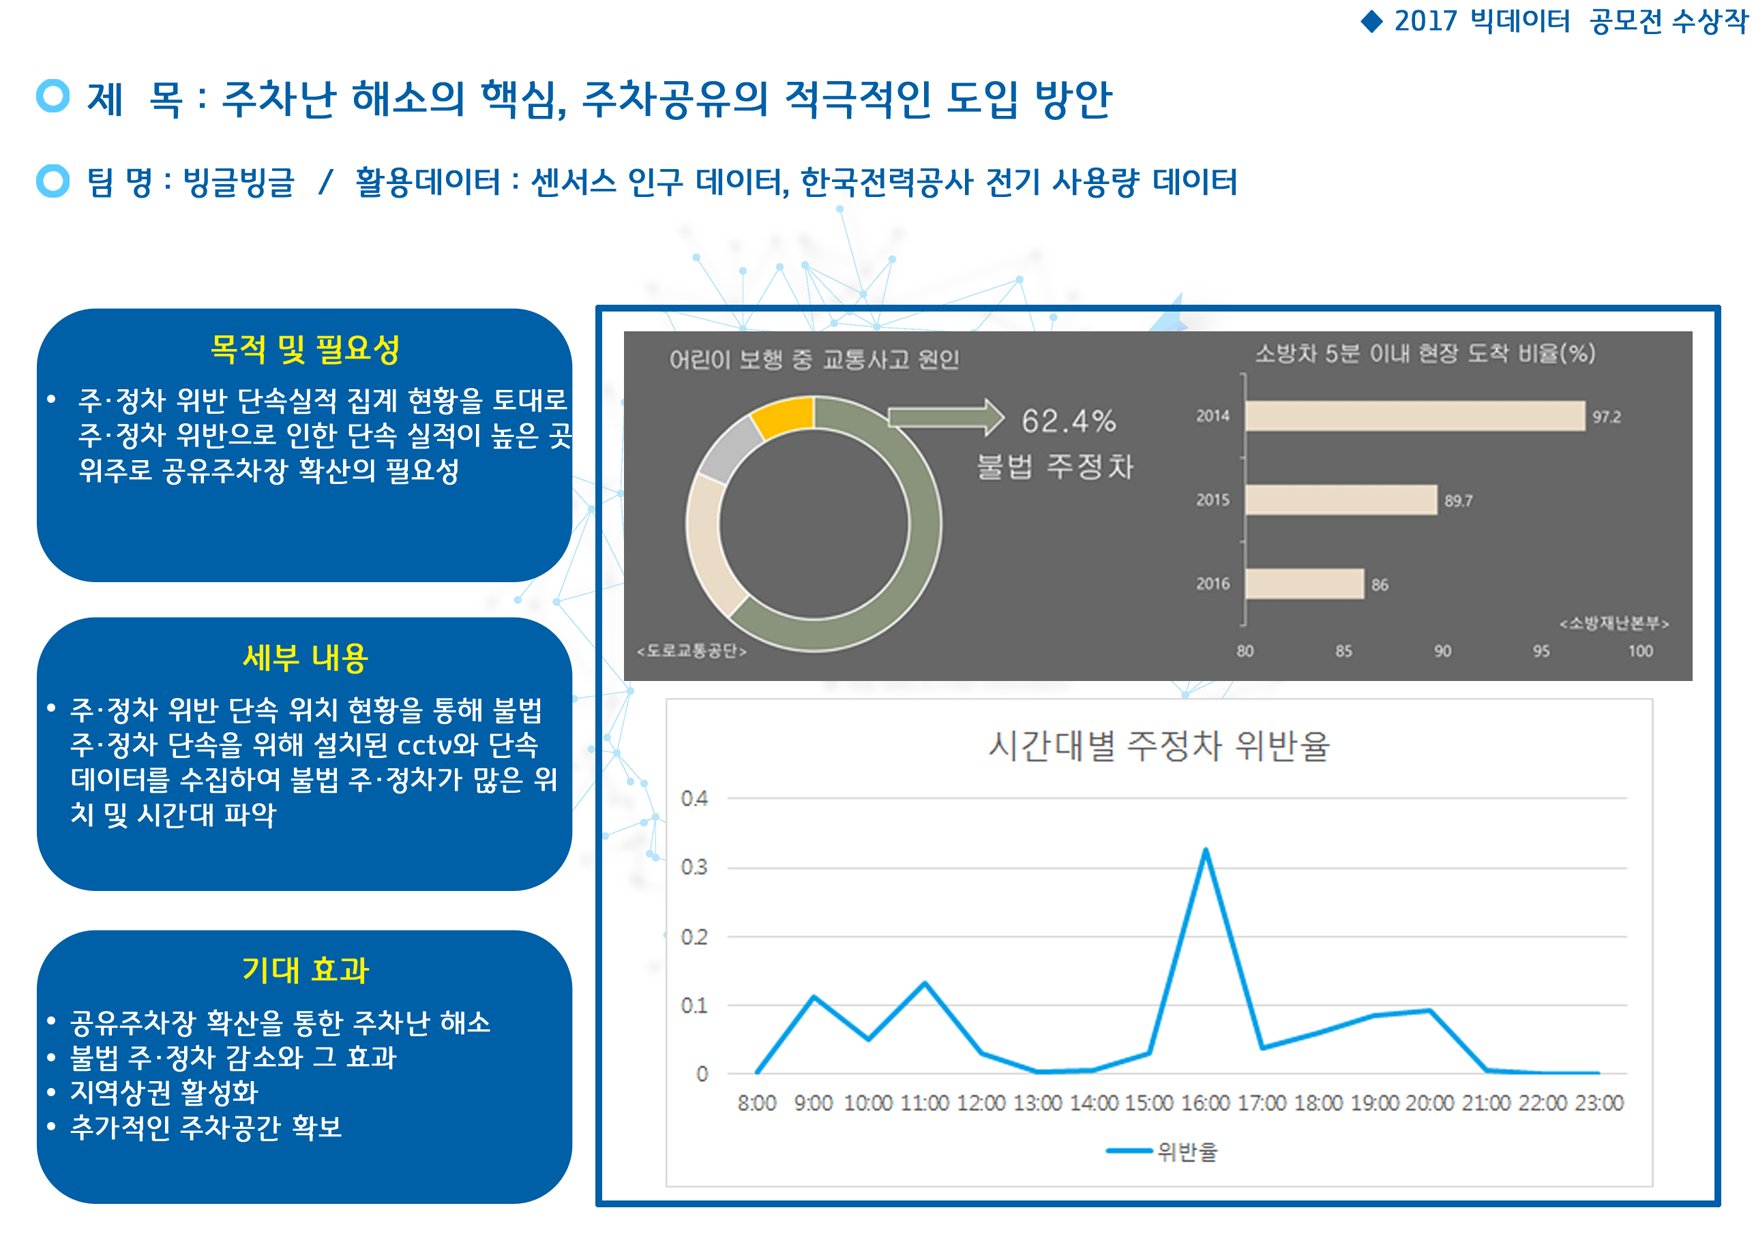 ◆ 2017 빅데이터 공모전 수상작
제 목 : 주차난 해소의 핵심, 주차공유의 적극적인 도입 방안
팀 명 : 빙글빙글 / 활용데이터 : 센서스 인구 데이터, 한국전력공사 전기 사용량 데이터
목적 및 필요성
• 주·정차 위반 단속실적 집계 현황을 토대로
주·정차 위반으로 인한 단속 실적이 높은 곳
위주로 공유주차장 확산의 필요성
세부 내용
• 주·정차 위반 단속 위치 현황을 통해 불법
주·정차 단속을 위해 설치된 cctv와 단속
데이터를 수집하여 불법 주·정차가 많은 위
치 및 시간대 파악
기대 효과
• 공유주차장 확산을 통한 주차난 해소
• 불법 주·정차 감소와 그 효과
• 지역상권 활성화
• 추가적인 주차공간 확보
어린이 보행 중 교통사고 원인
62.4%
불법 주정차
<도로교통공단>
소방차 5분 이내 현장 도착 비율(%)
2014 97.2
2015 89.7
2016 86
<소방재난본부>
80 85 90 95 100
시간대별 주정차 위반율
0.4
0.3
0.2
0.1
0
8:00 9:00 10:00 11:00 12:00 13:00 14:00 15:00 16:00 17:00 18:00 19:00 20:00 21:00 22:00 23:00
위반율